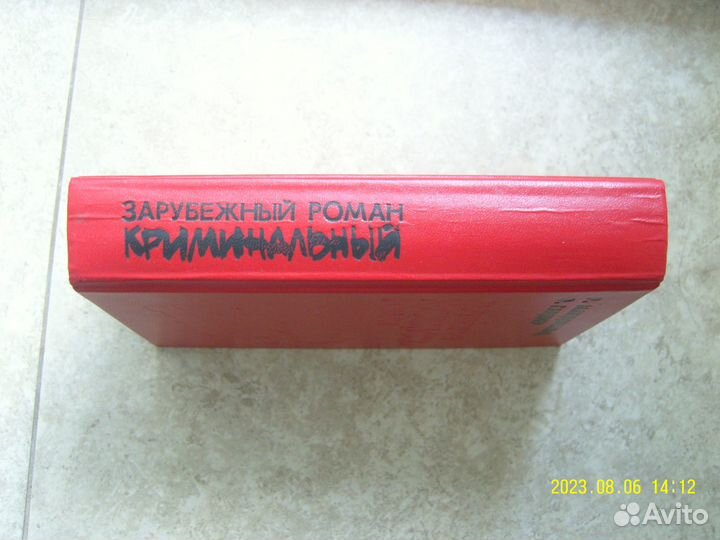 ЗАРУБЕЖНЫЙ РОМАН
КРИМИНАЛЬНЫЙ
2023.08.06 14:12
Avito